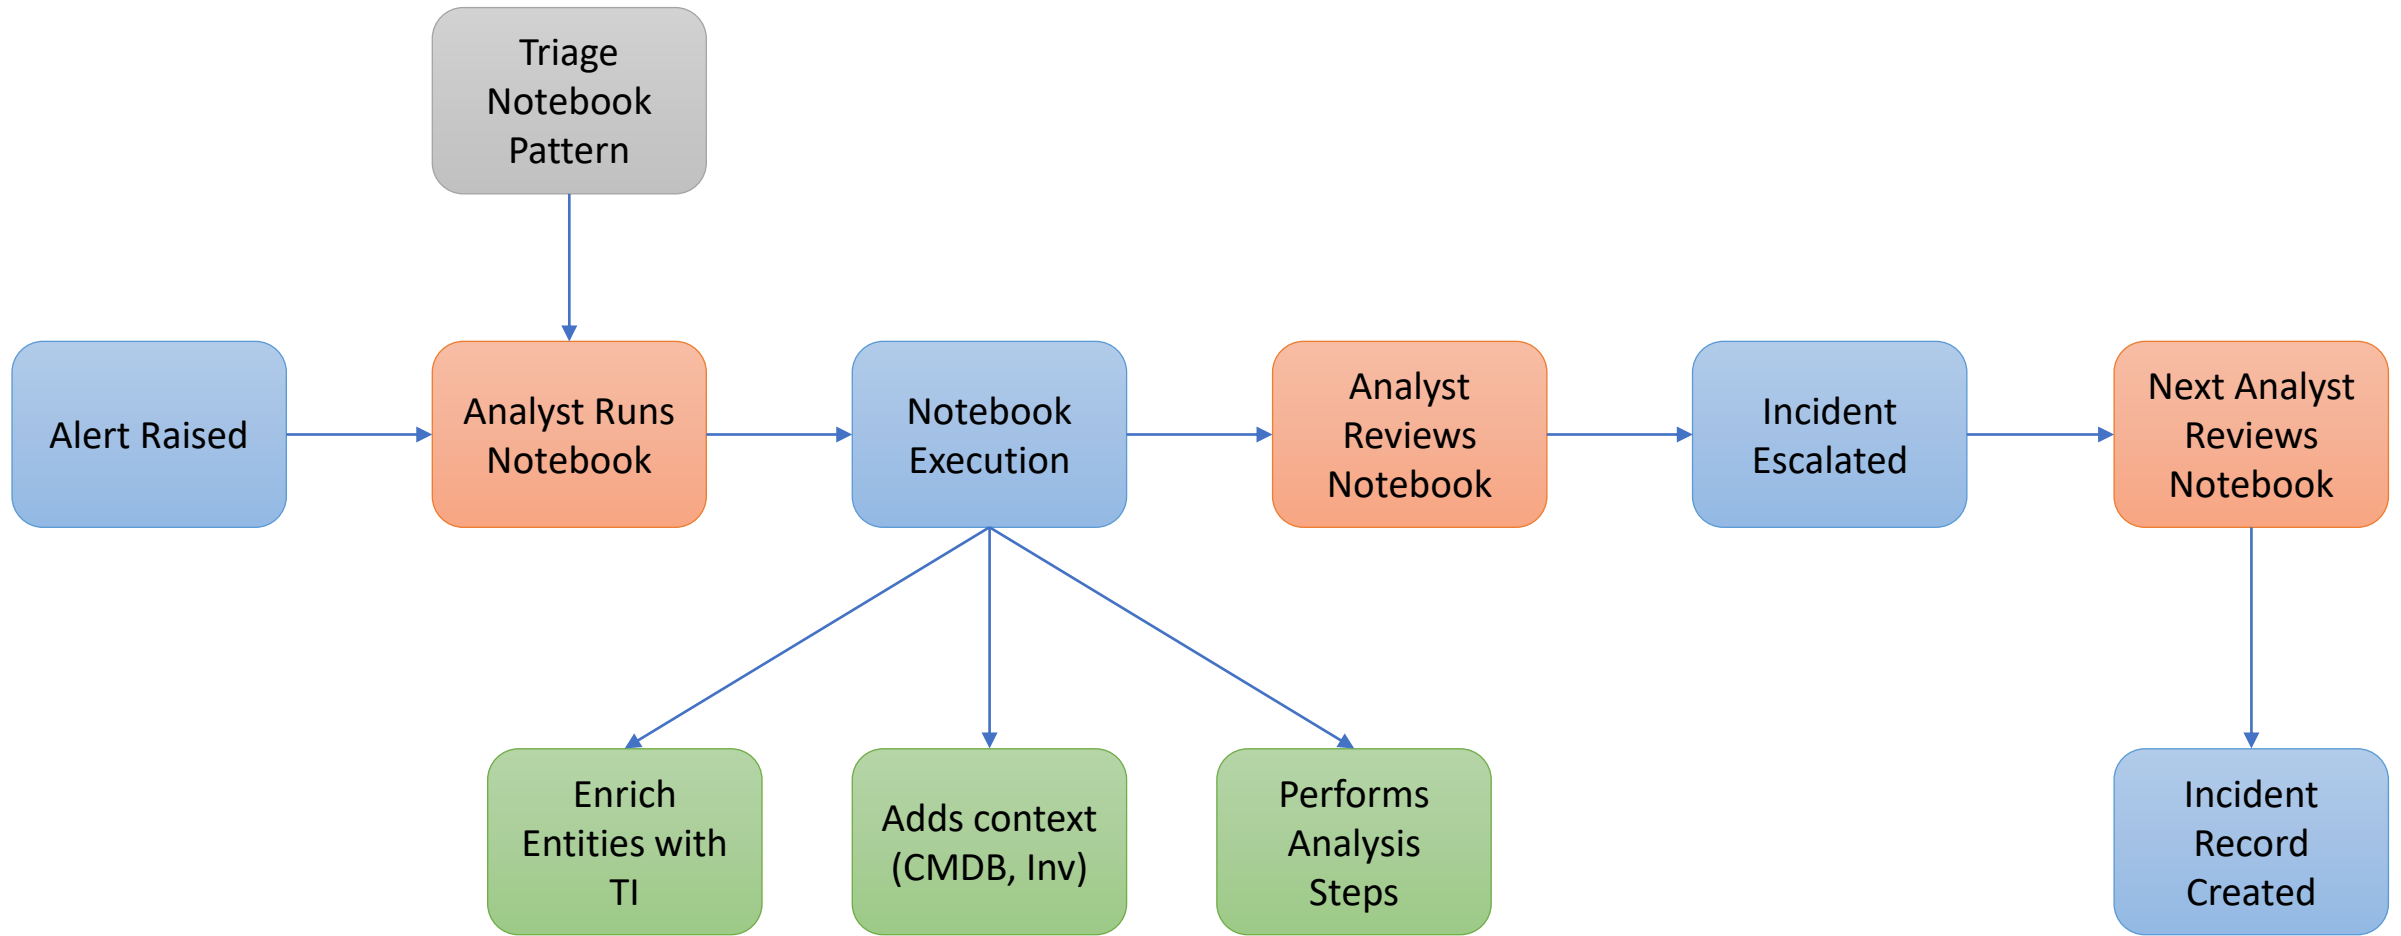 Triage
Notebook
Pattern
Alert Raised
Analyst Runs
Notebook
Notebook
Execution
Analyst
Reviews
Notebook
Incident
Escalated
Next Analyst
Reviews
Notebook
Enrich
Entities with
TI
Adds context
(CMDB, Inv)
Performs
Analysis
Steps
Incident
Record
Created